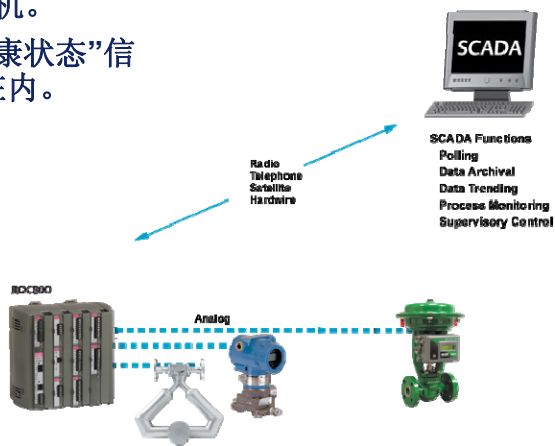 机。
康状态”信
在内。
SCADA
SCADA Functions
Polling
Data Archival
Data Trending
Process Monitoring
Supervisory Control
Radio
Telephone
Satellite
Hardwire
ROC800
Analog